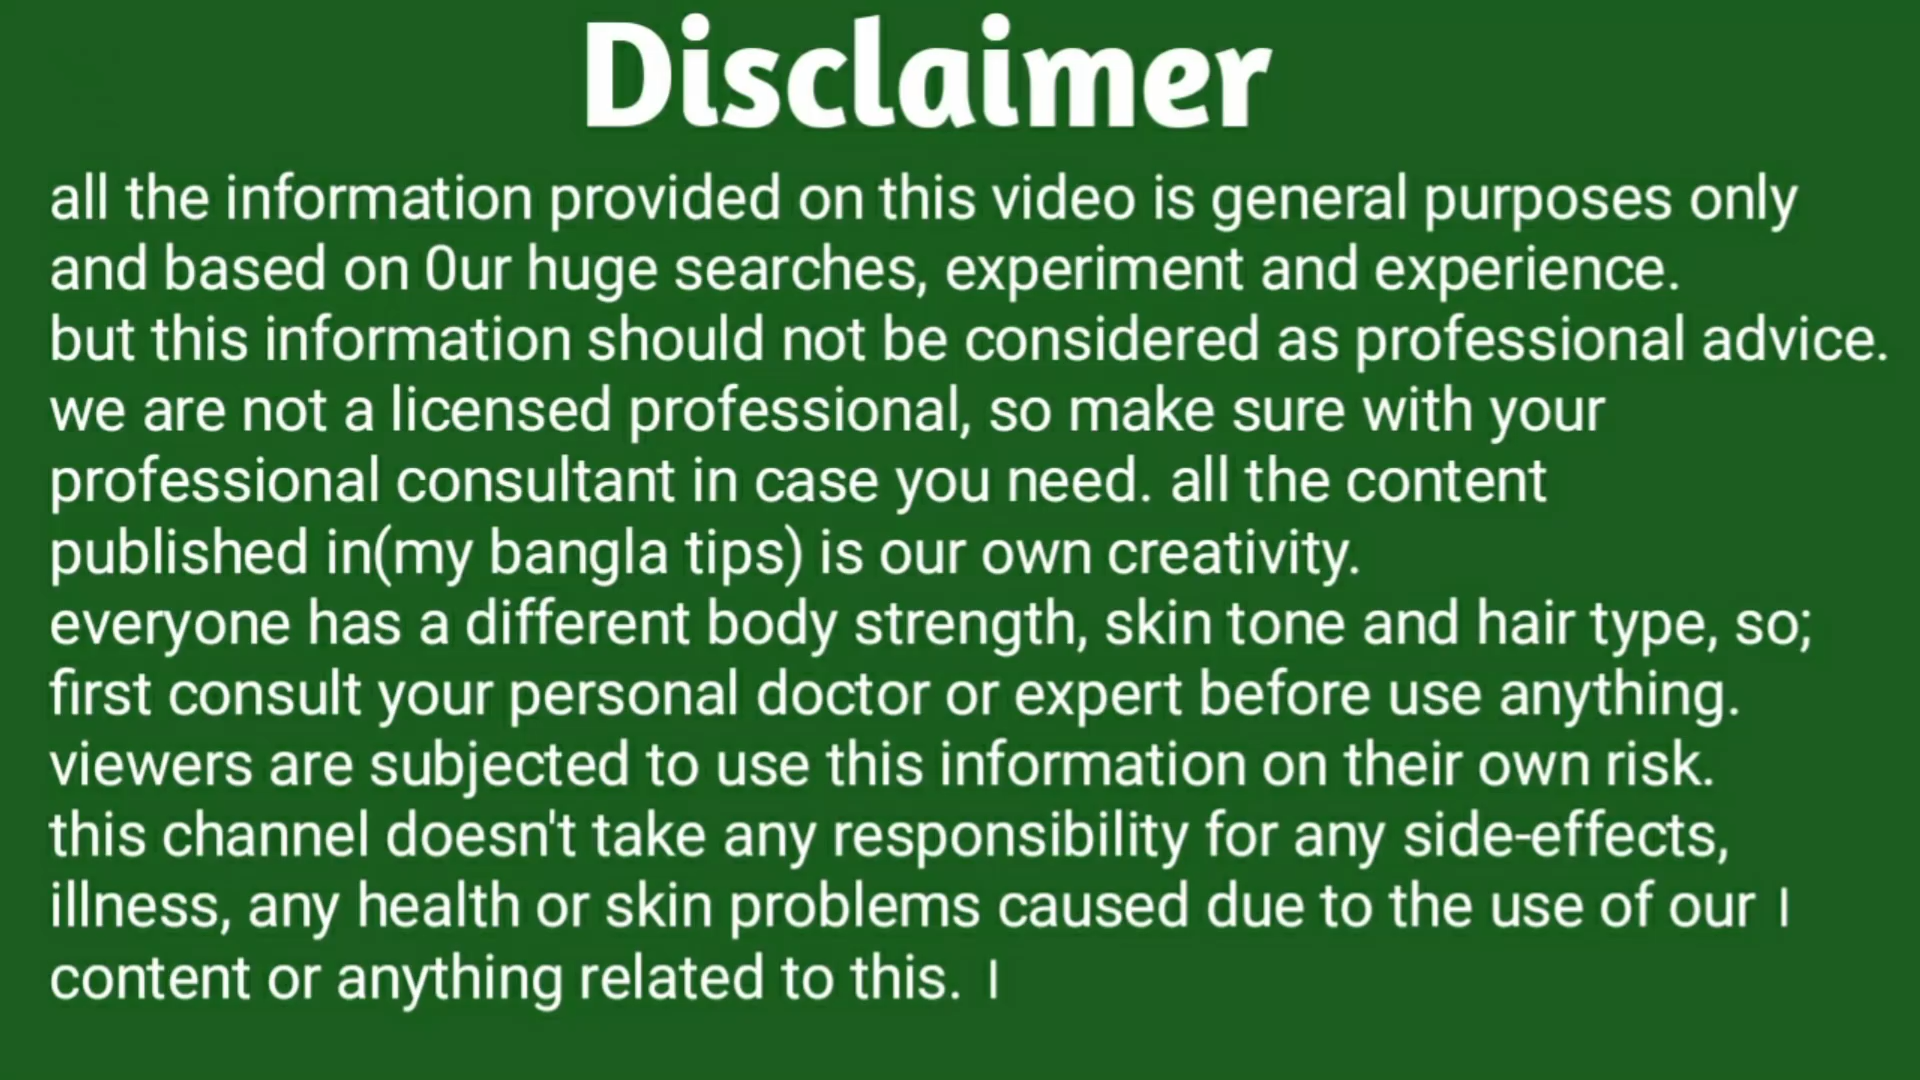 Disclaimer
all the information provided on this video is general purposes only
and based on 0ur huge searches, experiment and experience.
but this information should not be considered as professional advice.
we are not a licensed professional, so make sure with your
professional consultant in case you need. all the content
published in(my bangla tips) is our own creativity.
everyone has a different body strength, skin tone and hair type, so;
first consult your personal doctor or expert before use anything.
viewers are subjected to use this information on their own risk.
this channel doesn't take any responsibility for any side-effects,
illness, any health or skin problems caused due to the use of our I
content or anything related to this. I